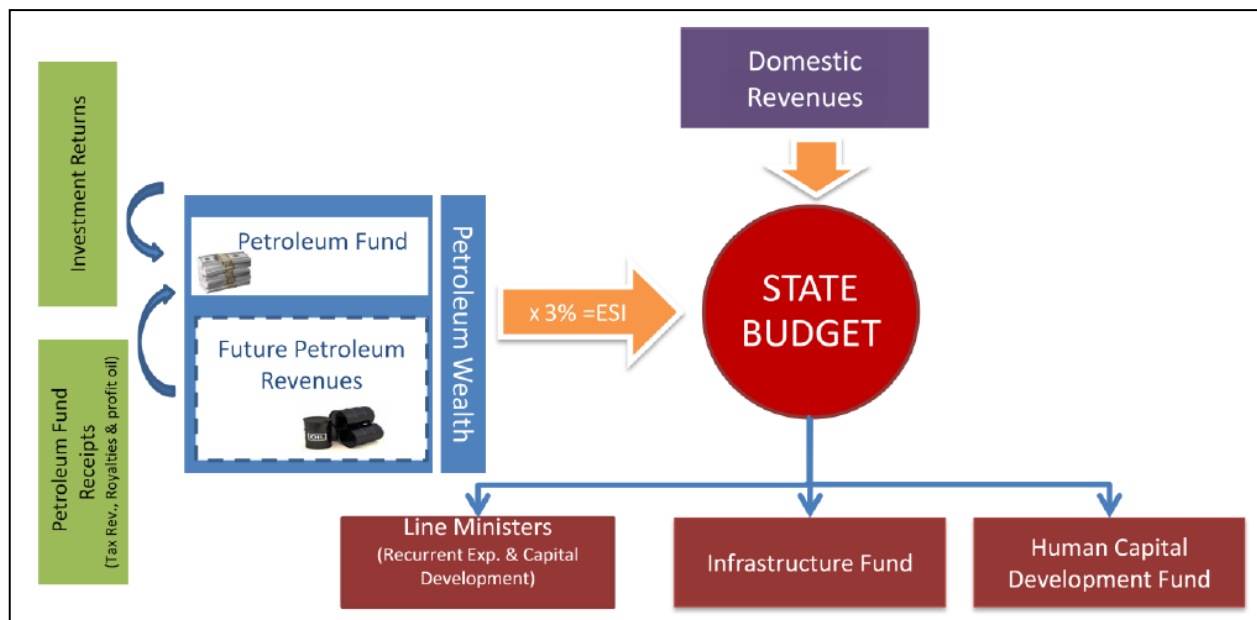 Investment Returns
Petroleum Fund
Receipts
(Tax Rev., Royalties & profit oil)
Petroleum Fund
Future Petroleum
Revenues
OIL
Petroleum Wealth
x 3% =ESI
Domestic
Revenues
STATE
BUDGET
Line Ministers
(Recurrent Exp. & Capital
Development)
Infrastructure Fund
Human Capital
Development Fund